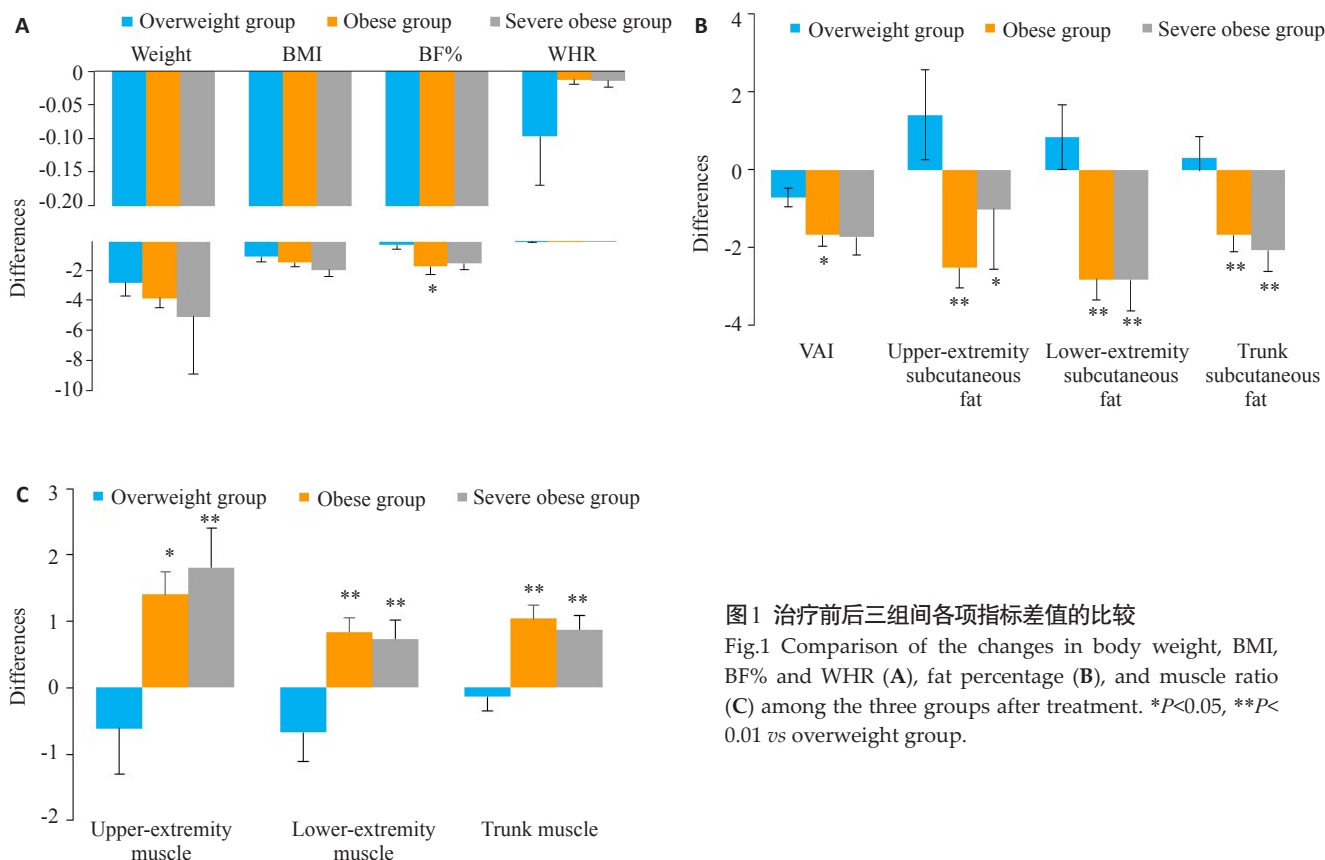 A
Overweight group
Obese group
Severe obese group
Weight
BMI
BF%
WHR
0
-0.05
-0.10
-0.15
-0.20
-2
-4
-6
-8
-10
Differences
*
B
Overweight group
Obese group
Severe obese group
4
2
0
-2
-4
Differences
*
**
*
**
**
**
**
VAI
Upper-extremity
subcutaneous
fat
Lower-extremity
subcutaneous
fat
Trunk
subcutaneous
fat
C
Overweight group
Obese group
Severe obese group
3
2
1
0
-1
-2
Differences
*
**
**
**
**
**
Upper-extremity
muscle
Lower-extremity
muscle
Trunk muscle
图1 治疗前后三组间各项指标差值的比较
Fig.1 Comparison of the changes in body weight, BMI,
BF% and WHR (A), fat percentage (B), and muscle ratio
(C) among the three groups after treatment. *P<0.05, **P<
0.01 vs overweight group.